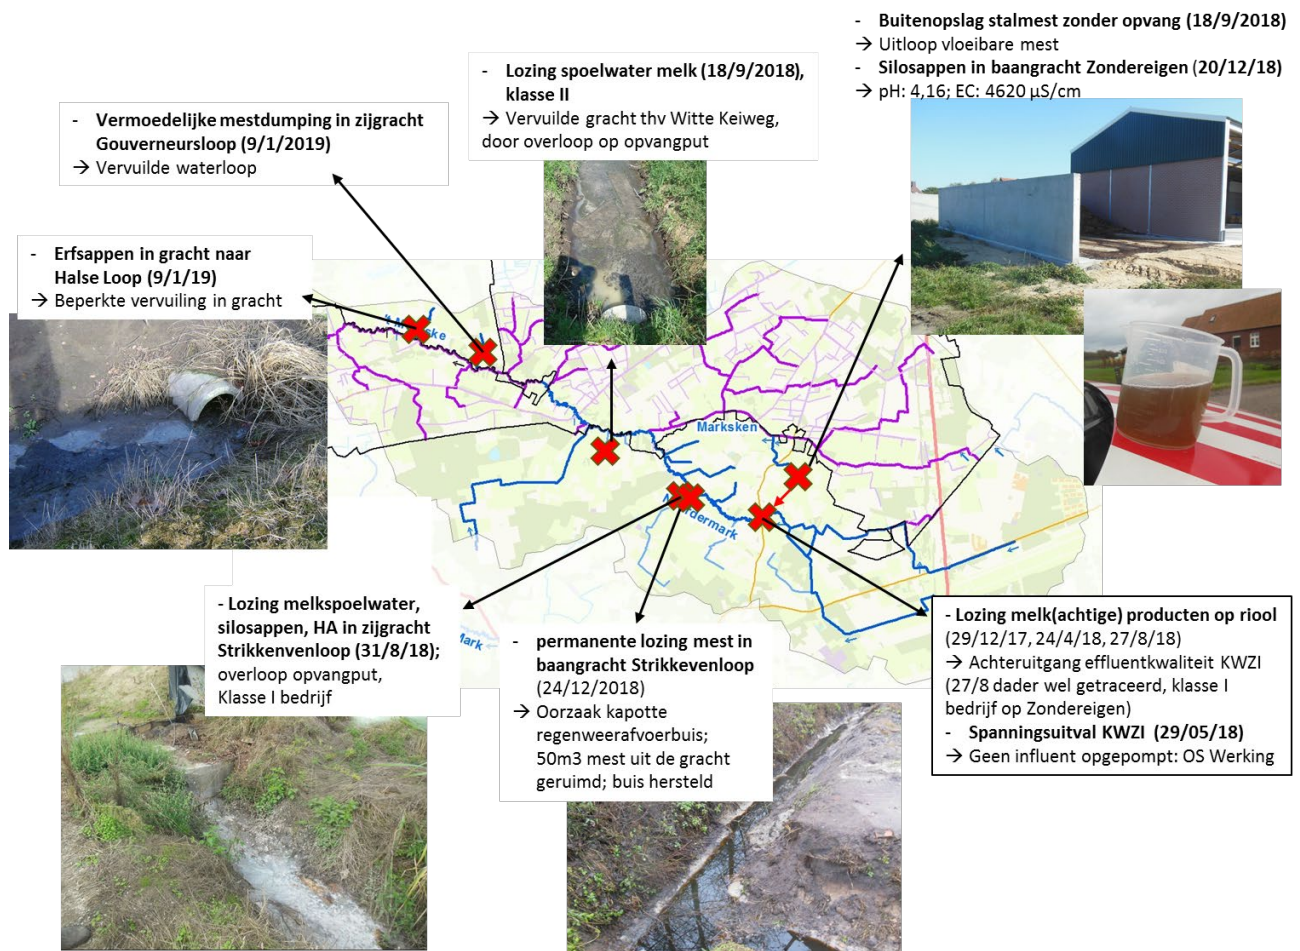 - Buitenopslag stalmest zonder opvang (18/9/2018)
→ Uitloop vloeibare mest
- Silosappen in baangracht Zondereigen (20/12/18)
→ pH: 4,16; EC: 4620 µS/cm
- Lozing spoelwater melk (18/9/2018),
klasse II
→ Vervuilde gracht thv Witte Keiweg,
door overloop op opvangput
- Vermoedelijke mestdumping in zijgracht
Gouverneursloop (9/1/2019)
→ Vervuilde waterloop
- Erfsappen in gracht naar
Halse Loop (9/1/19)
→ Beperkte vervuiling in gracht
Marksken
- Lozing melkspoelwater,
silosappen, HA in zijgracht
Strikkenvenloop (31/8/18);
overloop opvangput,
Klasse I bedrijf
Mark
- permanente lozing mest in
baangracht Strikkevenloop
(24/12/2018)
→ Oorzaak kapotte
regenweerafvoerbuis;
50m3 mest uit de gracht
geruimd; buis hersteld
- Lozing melk(achtige) producten op riool
(29/12/17, 24/4/18, 27/8/18)
→ Achteruitgang effluentkwaliteit KWZI
(27/8 dader wel getraceerd, klasse I
bedrijf op Zondereigen)
- Spanningsuitval KWZI (29/05/18)
→ Geen influent opgepompt: OS Werking